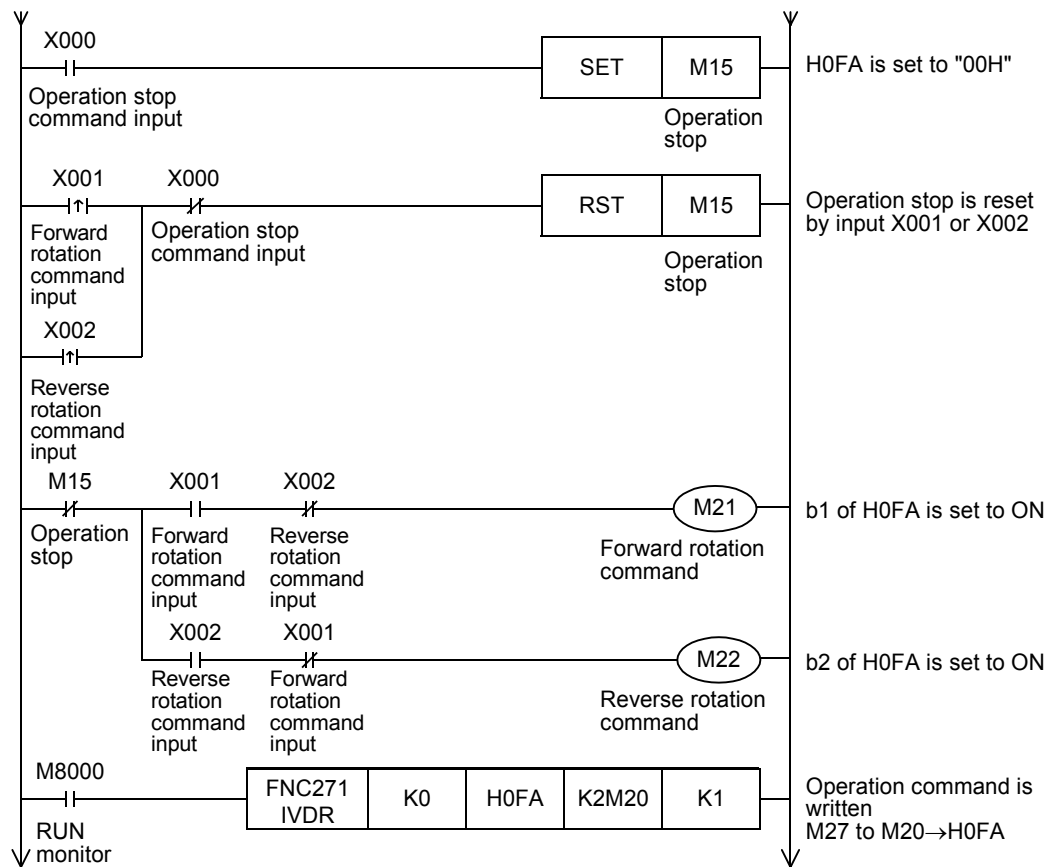 X000
SET M15
H0FA is set to "00H"
Operation stop
command input
Operation
stop
X001 X000
RST M15
Operation stop is reset
by input X001 or X002
Forward
rotation
command
input
Operation stop
command input
Operation
stop
X002
Reverse
rotation
command
input
M15 X001 X002
M21
b1 of H0FA is set to ON
Operation
stop
Forward
rotation
command
input
Reverse
rotation
command
input
Forward rotation
command
X002 X001
M22
b2 of H0FA is set to ON
Reverse
rotation
command
input
Forward
rotation
command
input
Reverse rotation
command
M8000
FNC271
IVDR
K0 H0FA K2M20 K1
Operation command is
written
M27 to M20→H0FA
RUN
monitor